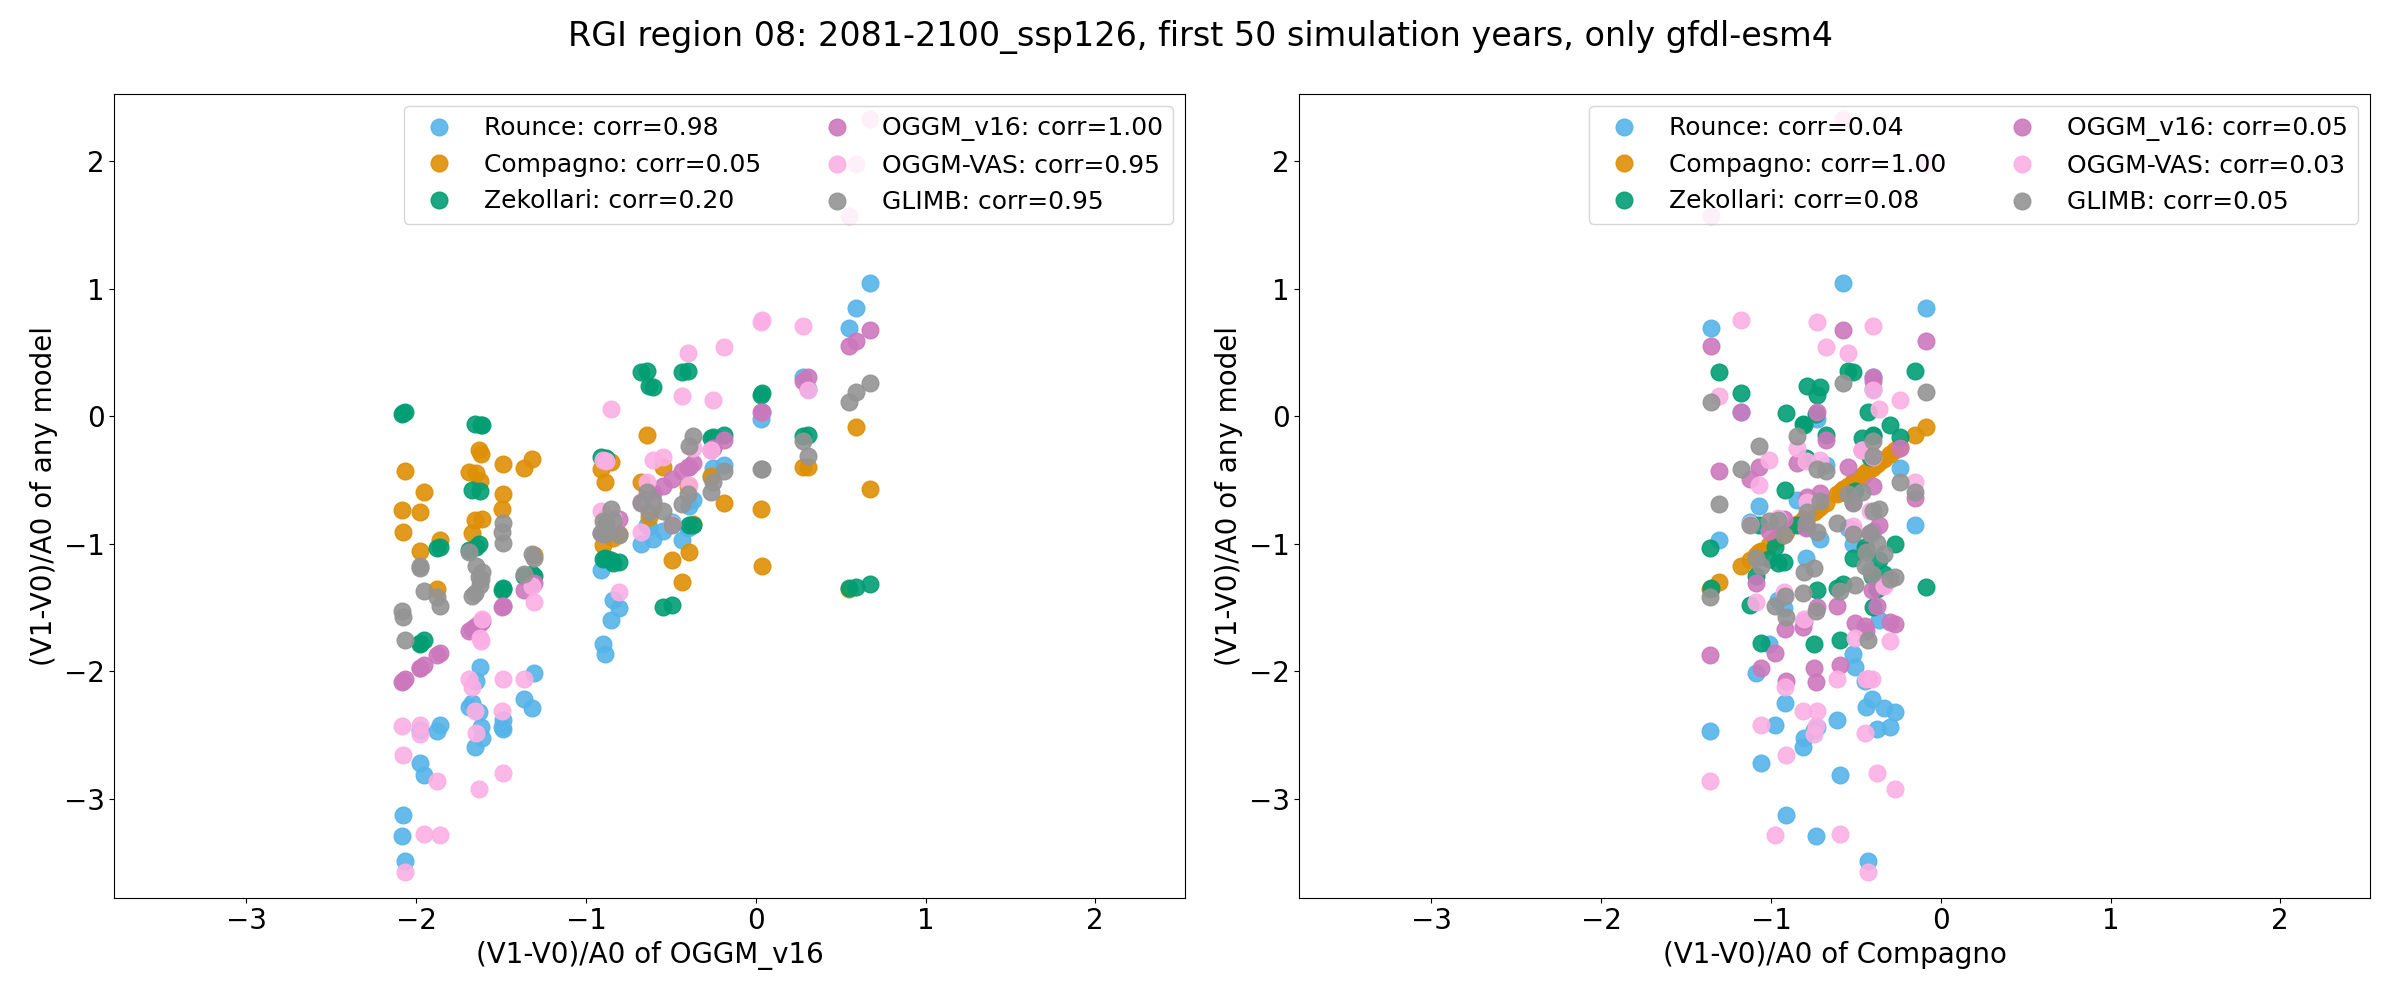 RGI region 08: 2081-2100_ssp126, first 50 simulation years, only gfdl-esm4
Rounce: corr=0.98
Compagno: corr=0.05
Zekollari: corr=0.20
OGGM_v16: corr=1.00
OGGM-VAS: corr=0.95
GLIMB: corr=0.95
2
1
0
−1
−2
−3
(V1-V0)/A0 of any model
−3
−2
−1
0
1
2
(V1-V0)/A0 of OGGM_v16
Rounce: corr=0.04
Compagno: corr=1.00
Zekollari: corr=0.08
OGGM_v16: corr=0.05
OGGM-VAS: corr=0.03
GLIMB: corr=0.05
2
1
0
−1
−2
−3
(V1-V0)/A0 of any model
−3
−2
−1
0
1
2
(V1-V0)/A0 of Compagno